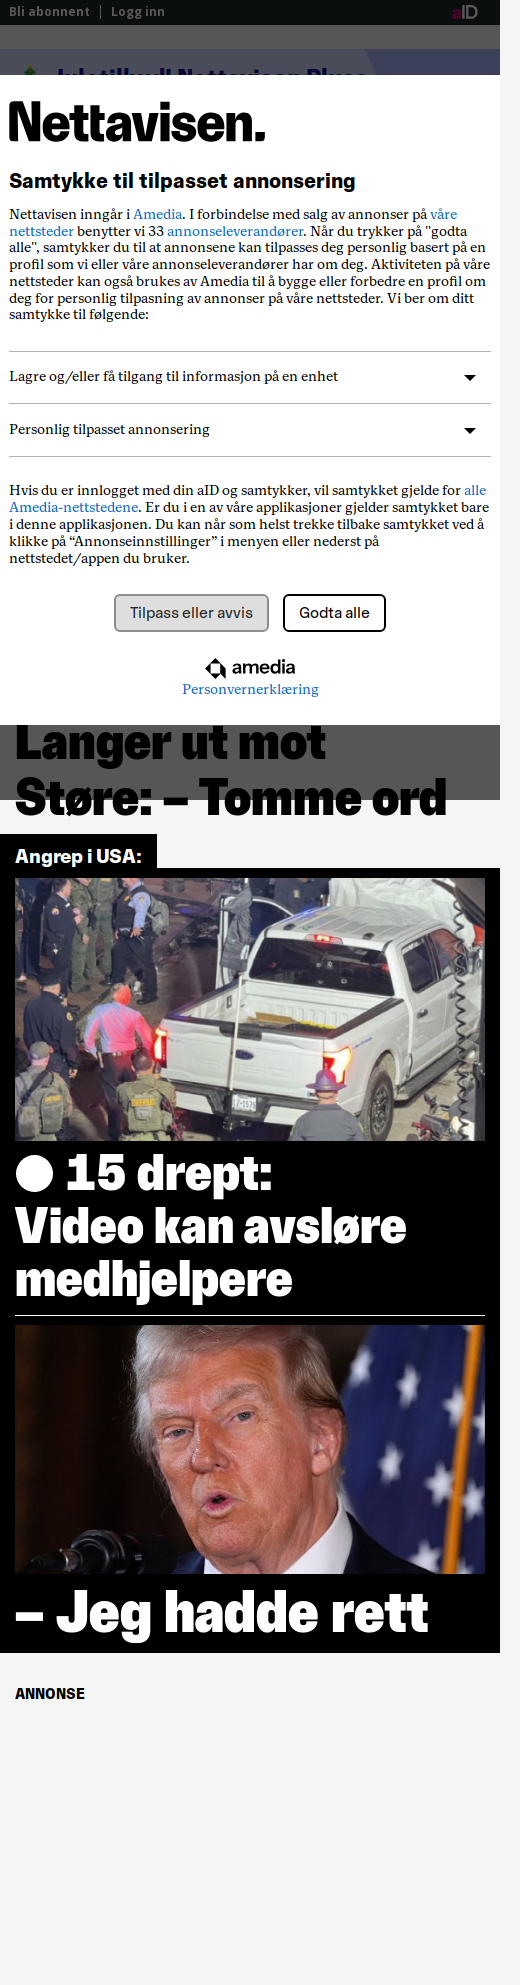 Bli abonnent
Logg inn
aID
Juletilbud! Nettavisen Pluss
Nettavisen.
Samtykke til tilpasset annonsering
Nettavisen inngår i Amedia. I forbindelse med salg av annonser på våre
nettsteder benytter vi 33 annonseleverandører. Når du trykker på "godta
alle", samtykker du til at annonsene kan tilpasses deg personlig basert på en
profil som vi eller våre annonseleverandører har om deg. Aktiviteten på våre
nettsteder kan også brukes av Amedia til å bygge eller forbedre en profil om
deg for personlig tilpasning av annonser på våre nettsteder. Vi ber om ditt
samtykke til følgende:
Lagre og/eller få tilgang til informasjon på en enhet
Personlig tilpasset annonsering
Hvis du er innlogget med din aID og samtykker, vil samtykket gjelde for alle
Amedia-nettstedene. Er du i en av våre applikasjoner gjelder samtykket bare
i denne applikasjonen. Du kan når som helst trekke tilbake samtykket ved å
klikke på “Annonseinnstillinger” i menyen eller nederst på
nettstedet/appen du bruker.
Tilpass eller avvis
Godta alle
amedia
Personvernerklæring
Langer ut mot
Støre: – Tomme ord
Angrep i USA:
15 drept:
Video kan avsløre
medhjelpere
– Jeg hadde rett
ANNONSE